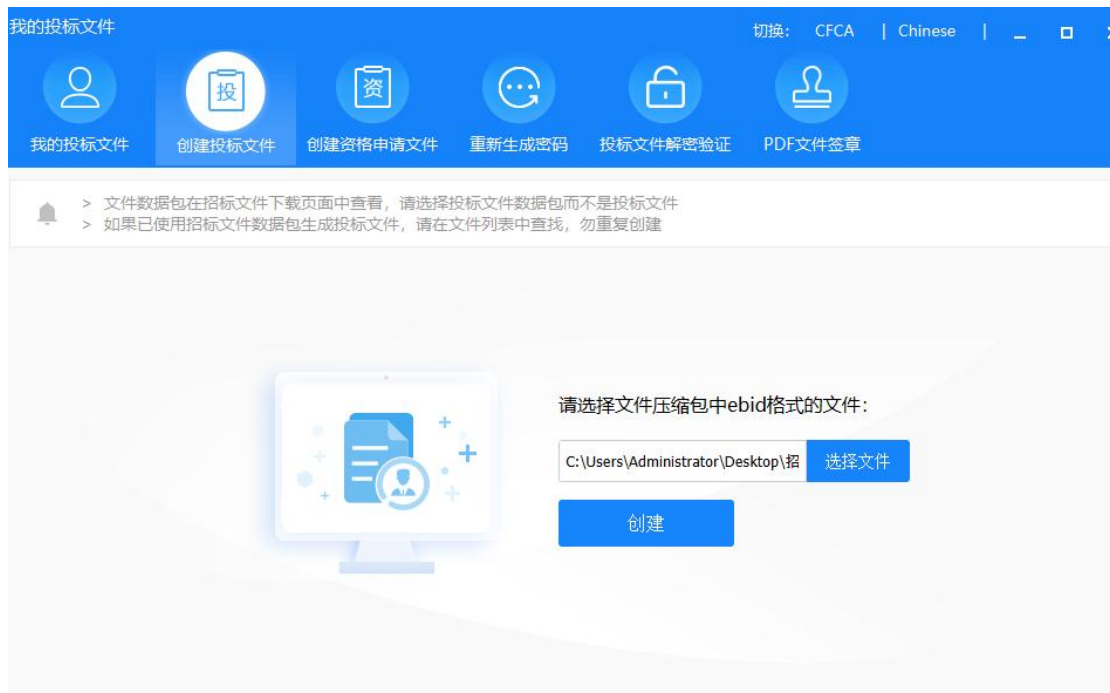 我的投标文件
切换: CFCA | Chinese |
投
资
我的投标文件 创建投标文件 创建资格申请文件 重新生成密码 投标文件解密验证 PDF文件签章
> 文件数据包在招标文件下载页面中查看，请选择投标文件数据包而不是投标文件
> 如果已使用招标文件数据包生成投标文件，请在文件列表中查找，勿重复创建
请选择文件压缩包中ebid格式的文件:
C:\Users\Administrator\Desktop\招 选择文件
创建